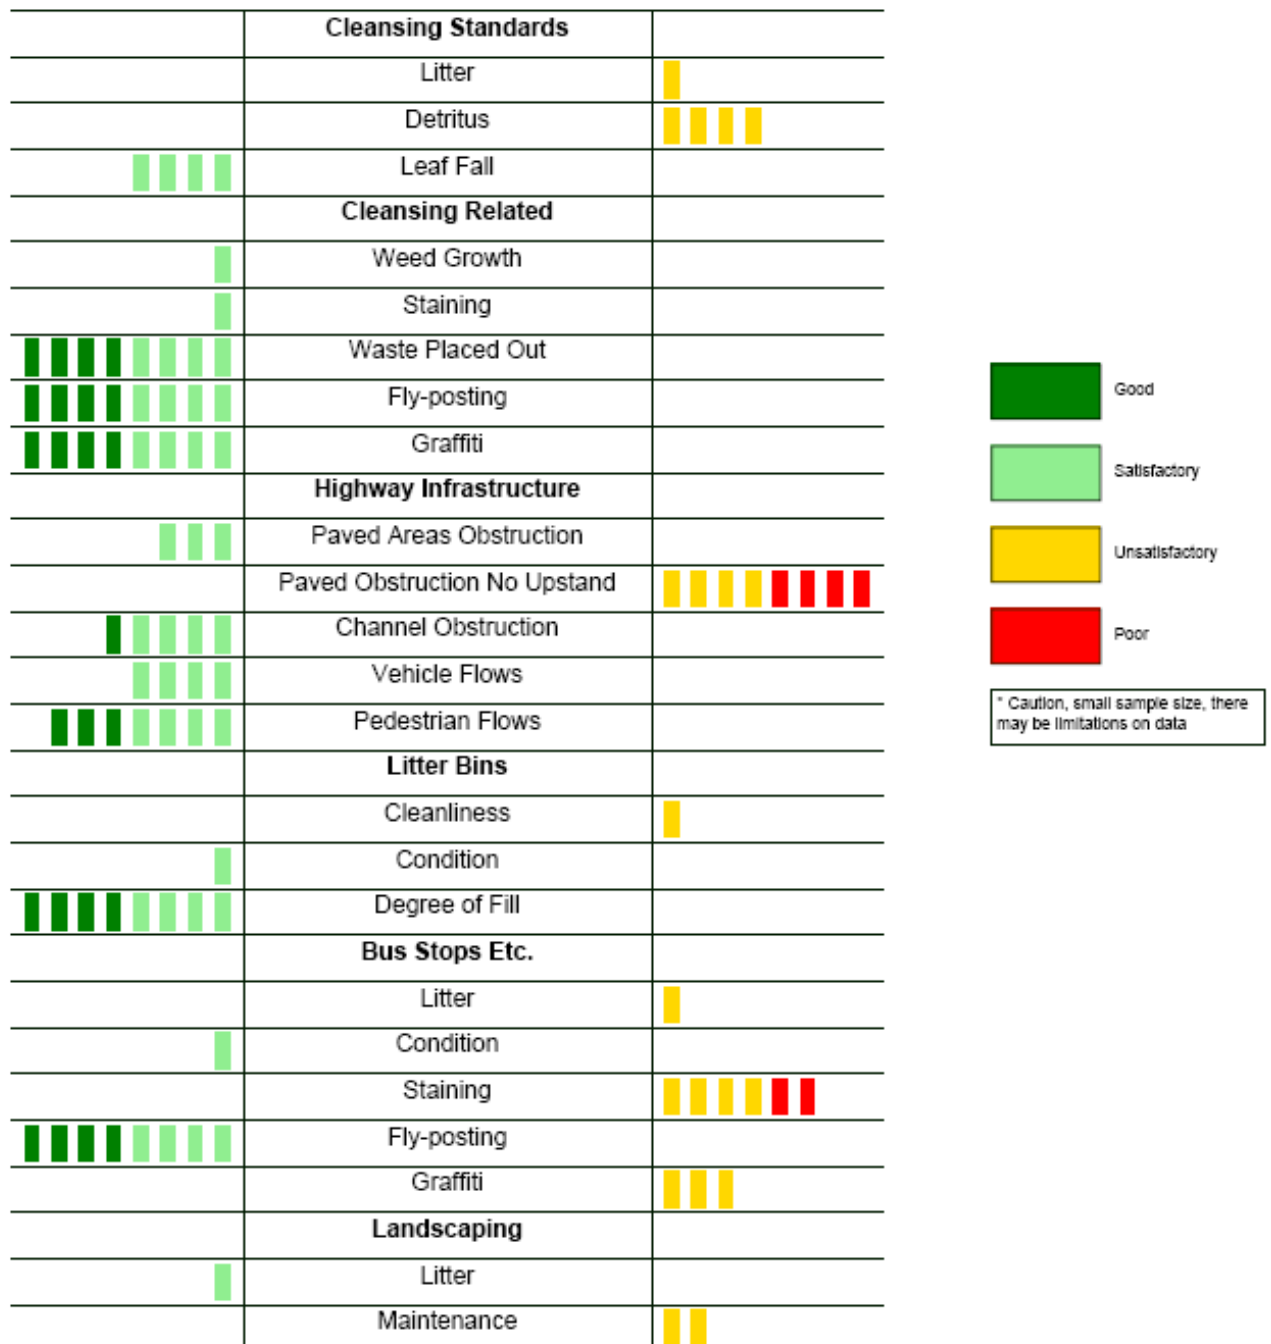 Cleansing Standards
Litter
Detritus
Leaf Fall
Cleansing Related
Weed Growth
Staining
Waste Placed Out
Fly-posting
Graffiti
Highway Infrastructure
Paved Areas Obstruction
Paved Obstruction No Upstand
Channel Obstruction
Vehicle Flows
Pedestrian Flows
Litter Bins
Cleanliness
Condition
Degree of Fill
Bus Stops Etc.
Litter
Condition
Staining
Fly-posting
Graffiti
Landscaping
Litter
Maintenance
Good
Satisfactory
Unsatisfactory
Poor
* Caution, small sample size, there
may be limitations on data